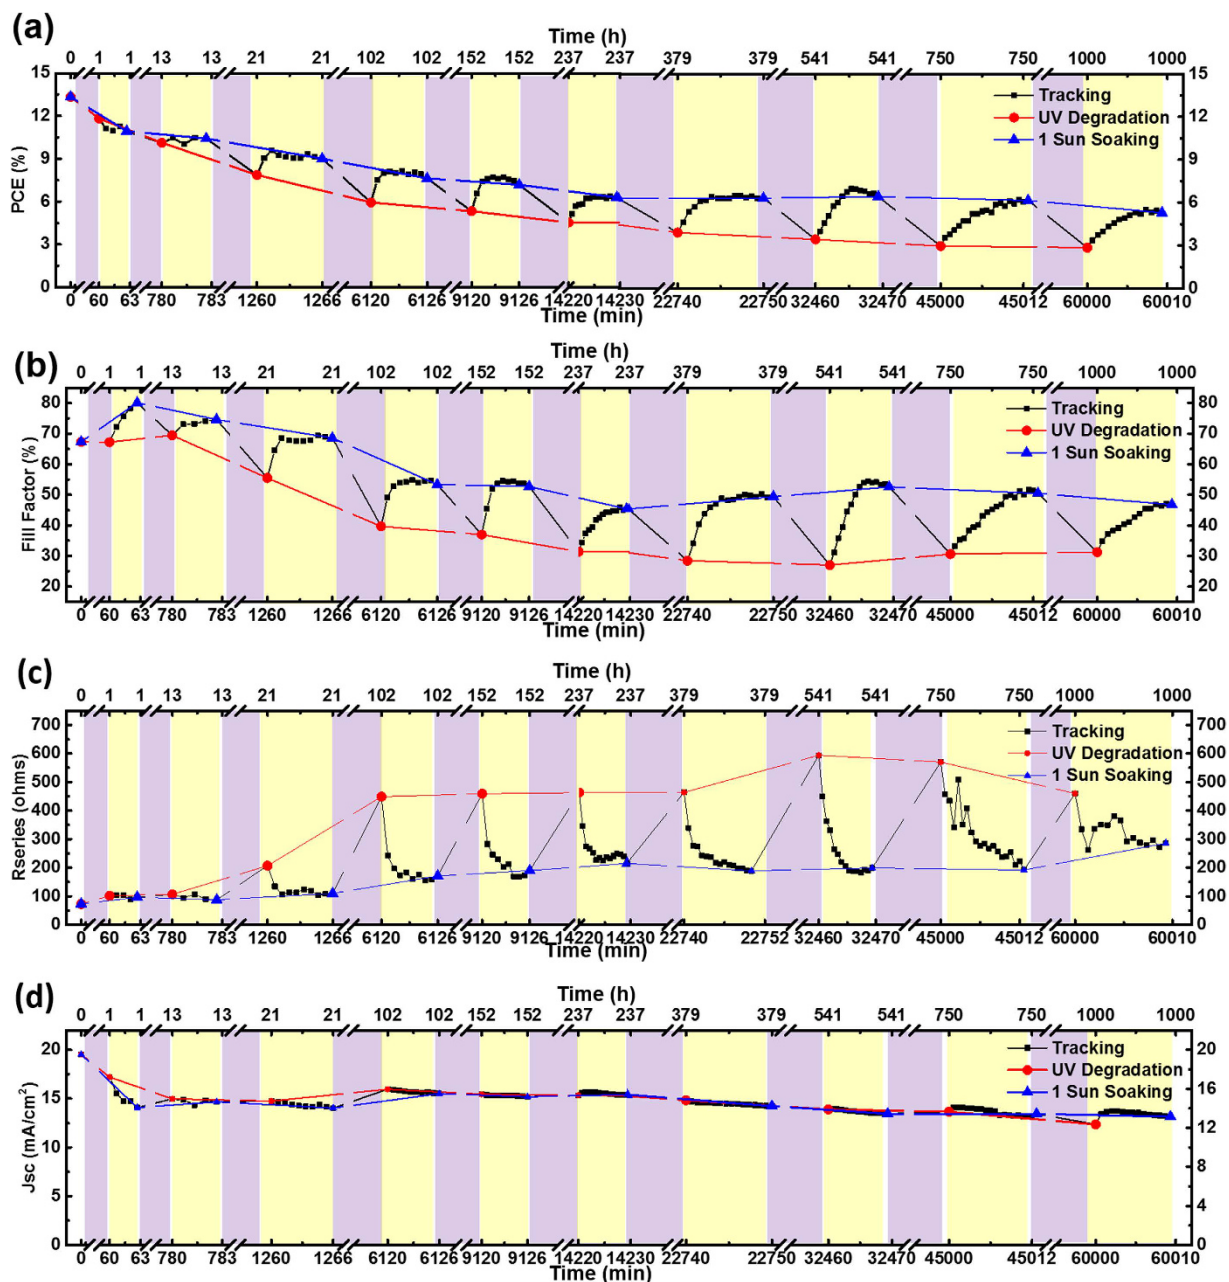 (a)
Time (h)
0 1 1 13 13 21 21 102 102 152 152 237 237 379 379 541 541 750 750 1000 1000
15 12 9 6 3 0
PCE (%)
Tracking
UV Degradation
1 Sun Soaking
15 12 9 6 3 0
0 60 63 780 783 1260 1266 6120 6126 9120 9126 14220 14230 22740 22750 32460 32470 45000 45012 60000 60010
Time (min)
(b)
Time (h)
0 1 1 13 13 21 21 102 102 152 152 237 237 379 379 541 541 750 750 1000 1000
80 70 60 50 40 30 20
Fill Factor (%)
Tracking
UV Degradation
1 Sun Soaking
80 70 60 50 40 30 20
0 60 63 780 783 1260 1266 6120 6126 9120 9126 14220 14230 22740 22750 32460 32470 45000 45012 60000 60010
Time (min)
(c)
Time (h)
0 1 1 13 13 21 21 102 102 152 152 237 237 379 379 541 541 750 750 1000 1000
700 600 500 400 300 200 100 0
Rseries (ohms)
Tracking
UV Degradation
1 Sun Soaking
700 600 500 400 300 200 100 0
0 60 63 780 783 1260 1266 6120 6126 9120 9126 14220 14230 22740 22752 32460 32470 45000 45012 60000 60010
Time (min)
(d)
Time (h)
0 1 1 13 13 21 21 102 102 152 152 237 237 379 379 541 541 750 750 1000 1000
20 15 10 5 0
Jsc (mA/cm²)
Tracking
UV Degradation
1 Sun Soaking
20 16 12 8 4 0
0 60 63 780 783 1260 1266 6120 6126 9120 9126 14220 14230 22740 22750 32460 32470 45000 45012 60000 60010
Time (min)